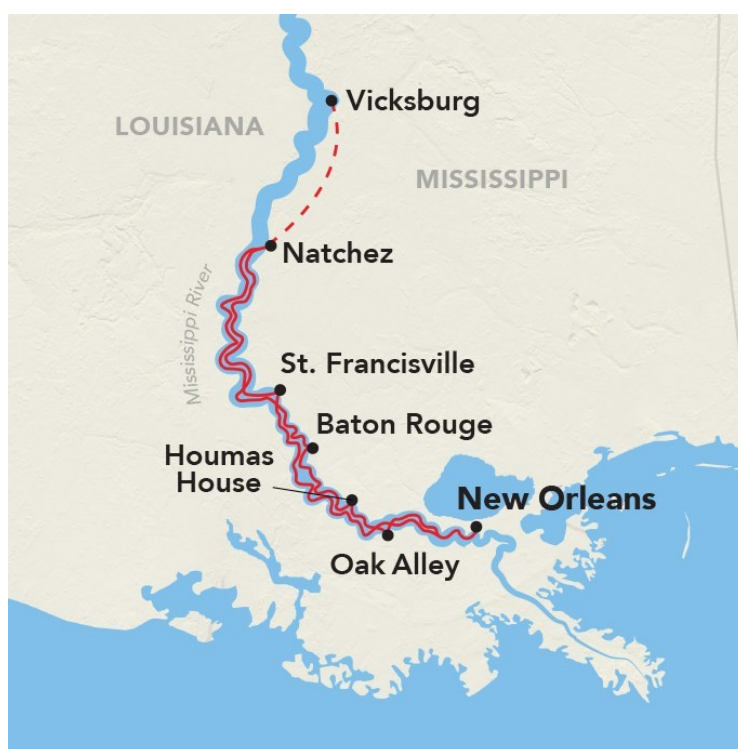 Vicksburg
LOUISIANA
MISSISSIPPI
Natchez
Mississippi River
St. Francisville
Baton Rouge
Houmas
House
New Orleans
Oak Alley